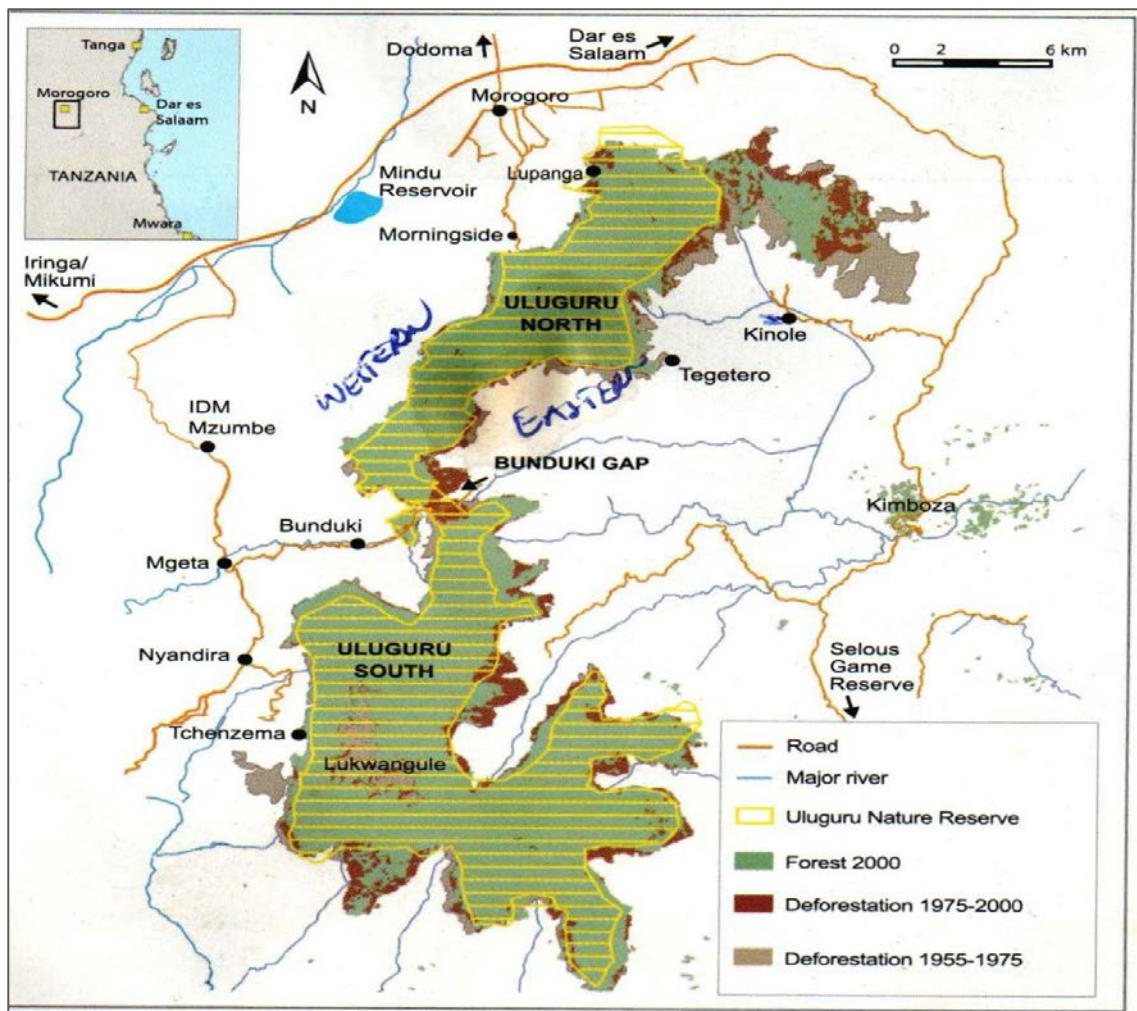 Tanga
Morogoro
Dar es
Salaam
TANZANIA
Mwara
Dodoma
Dar es
Salaam
N
0 2 6 km
Morogoro
Lupanga
Mindu
Reservoir
Morningside
Iringa/
Mikumi
ULUGURU
NORTH
Kinole
WESTERN
EASTERN
Tegetero
IDM
Mzumbe
BUNDUKI GAP
Kimboza
Bunduki
Mgeta
ULUGURU
SOUTH
Nyandira
Selous
Game
Reserve
Tchenzema
Lukwangule
Road
Major river
Uluguru Nature Reserve
Forest 2000
Deforestation 1975-2000
Deforestation 1955-1975